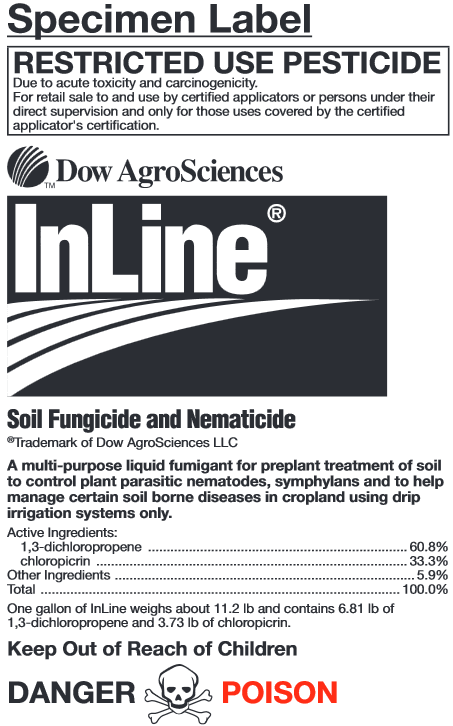 Specimen Label
RESTRICTED USE PESTICIDE
Due to acute toxicity and carcinogenicity.
For retail sale to and use by certified applicators or persons under their
direct supervision and only for those uses covered by the certified
applicator's certification.
TM Dow AgroSciences
InLine®
Soil Fungicide and Nematicide
®Trademark of Dow AgroSciences LLC
A multi-purpose liquid fumigant for preplant treatment of soil
to control plant parasitic nematodes, symphylans and to help
manage certain soil borne diseases in cropland using drip
irrigation systems only.
Active Ingredients:
1,3-dichloropropene ...................................................................... 60.8%
chloropicrin .................................................................................... 33.3%
Other Ingredients ................................................................................. 5.9%
Total .................................................................................................. 100.0%
One gallon of InLine weighs about 11.2 lb and contains 6.81 lb of
1,3-dichloropropene and 3.73 lb of chloropicrin.
Keep Out of Reach of Children
DANGER POISON